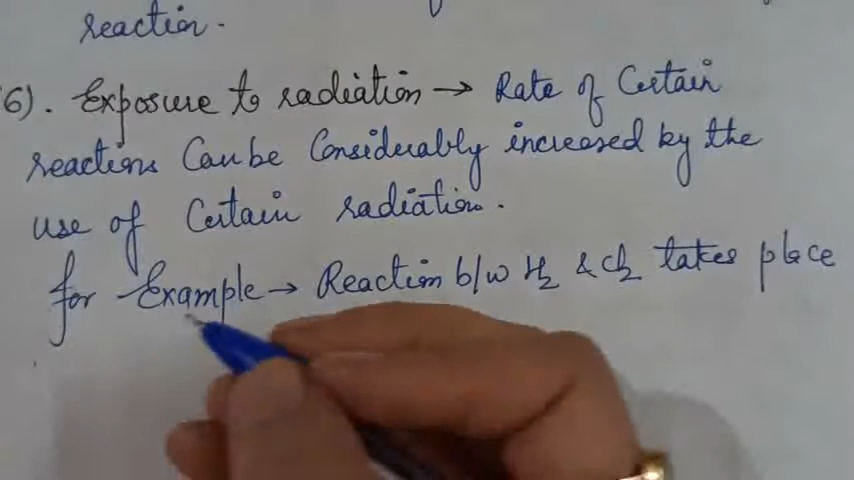 reaction.
6). Exposure to radiation → Rate of Certain
reactions Can be Considerably increased by the
use of Certain radiation.
for Example → Reaction b/w H2 & Cl2 takes place